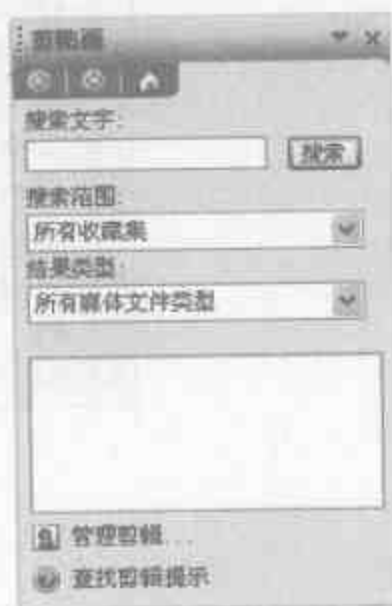 剪贴画
搜索文字:
搜索
搜索范围:
所有收藏集
结果类型:
所有媒体文件类型
管理剪辑...
查找剪辑提示